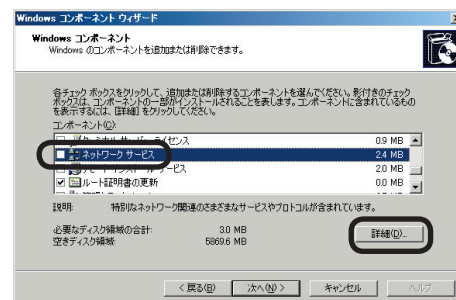 Windows コンポーネント ウィザード
Windows コンポーネント
Windows のコンポーネントを追加または削除できます。
各チェック ボックスをクリックして、追加または削除するコンポーネントを選んでください。影付きのチェック
ボックスは、コンポーネントの一部がインストールされることを表します。コンポーネントに含まれているもの
を表示するには、[詳細] をクリックしてください。
コンポーネント(C):
ライセンス 0.9 MB
ネットワーク サービス 2.4 MB
サービス 2.0 MB
ルート証明書の更新 0.0 MB
説明: 特別なネットワーク関連のさまざまなサービスやプロトコルが含まれています。
必要なディスク領域の合計: 3.0 MB
空きディスク領域: 5869.6 MB
詳細(D)...
< 戻る(B) 次へ(N) > キャンセル ヘルプ